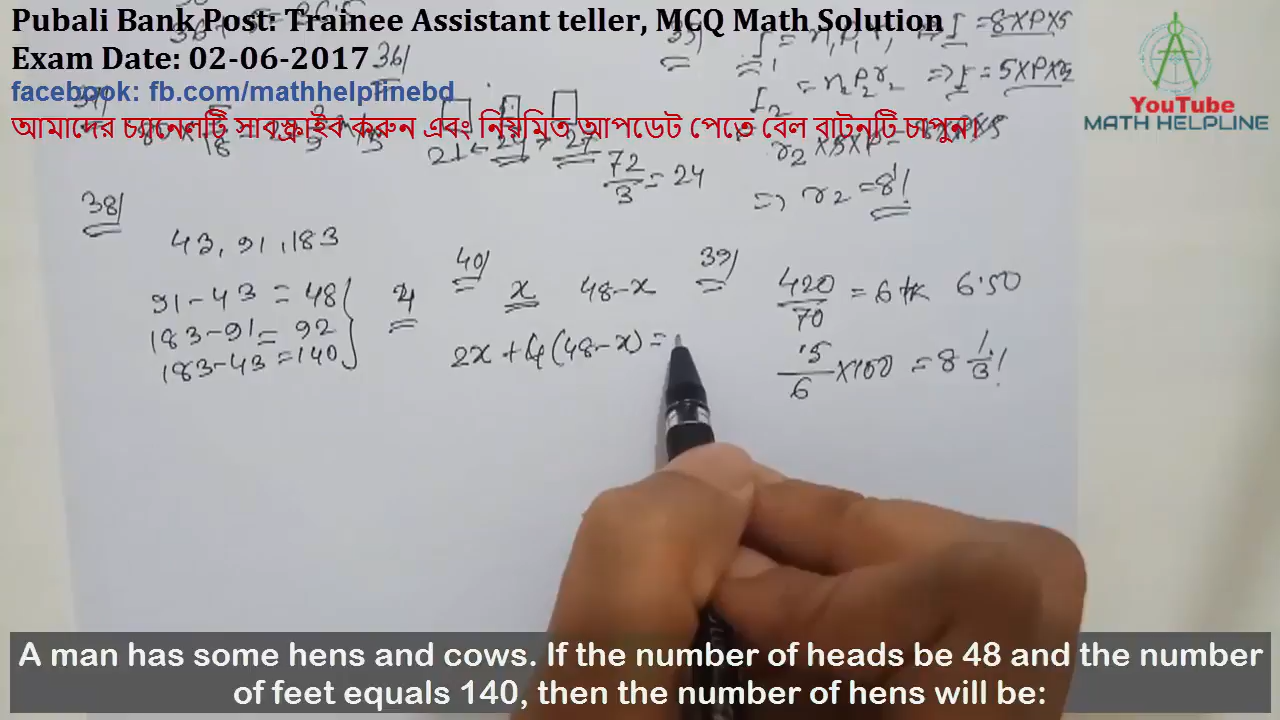 Pubali Bank Post: Trainee Assistant teller, MCQ Math Solution
Exam Date: 02-06-2017
facebook: fb.com/mathhelplinebd
আমাদের চ্যানেলটি সাবস্ক্রাইব করুন এবং নিয়মিত আপডেট পেতে বেল বাটনটি চাপুন।
YouTube
MATH HELPLINE
36/
21 24 27
72/3 = 24
=> r2 = 8%
38/
43, 91, 183
91-43 = 48
183-91 = 92
183-43 = 140
4
40/
x 48-x
2x + 4(48-x) =
39/
420/70 = 6 tk 6.50
.5/6 x100 = 8 1/3%
A man has some hens and cows. If the number of heads be 48 and the number
of feet equals 140, then the number of hens will be: